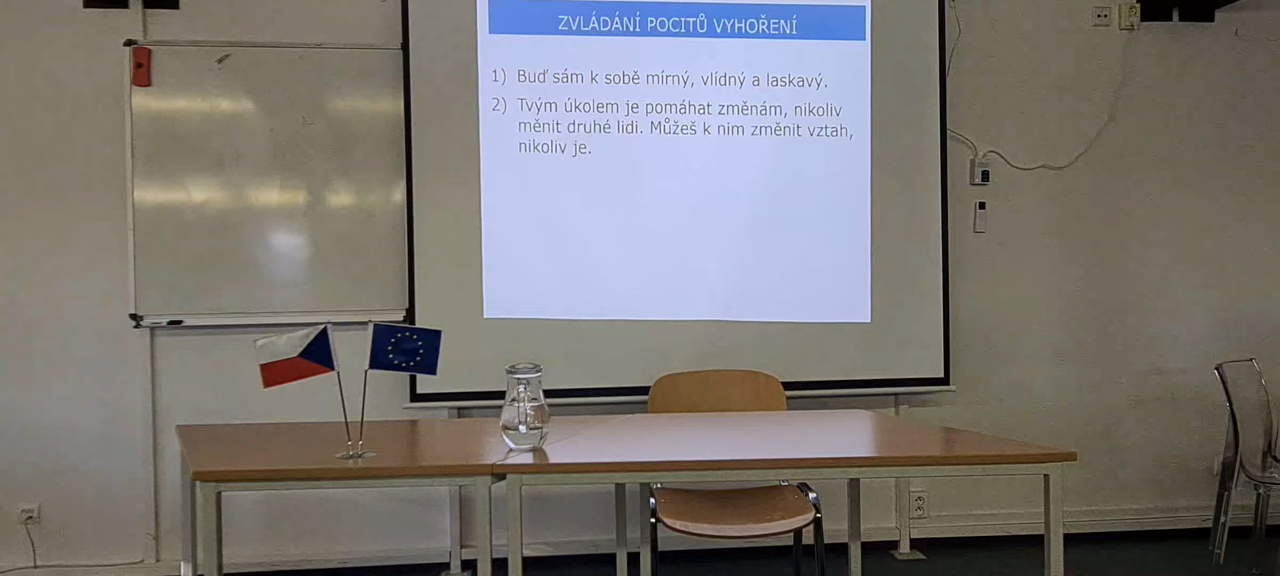 ZVLÁDÁNÍ POCITŮ VYHOŘENÍ
1) Buď sám k sobě mírný, vlídný a laskavý.
2) Tvým úkolem je pomáhat změnám, nikoliv
měnit druhé lidi. Můžeš k nim změnit vztah,
nikoliv je.